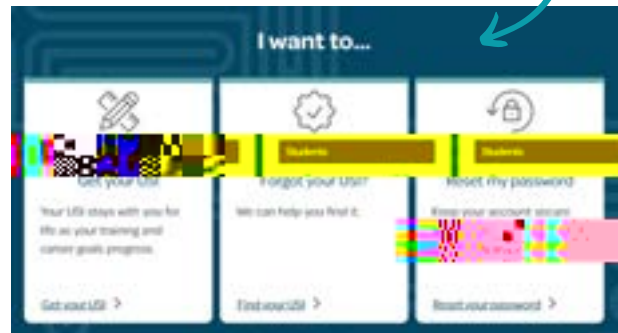 I want to...
Students
Students
Get your USI
Forgot your USI?
Reset my password
Your USI stays with you for
life as your training and
career goals progress.
We can help you find it.
Keep your account secure
Get your USI >
Find your USI >
Reset your password >